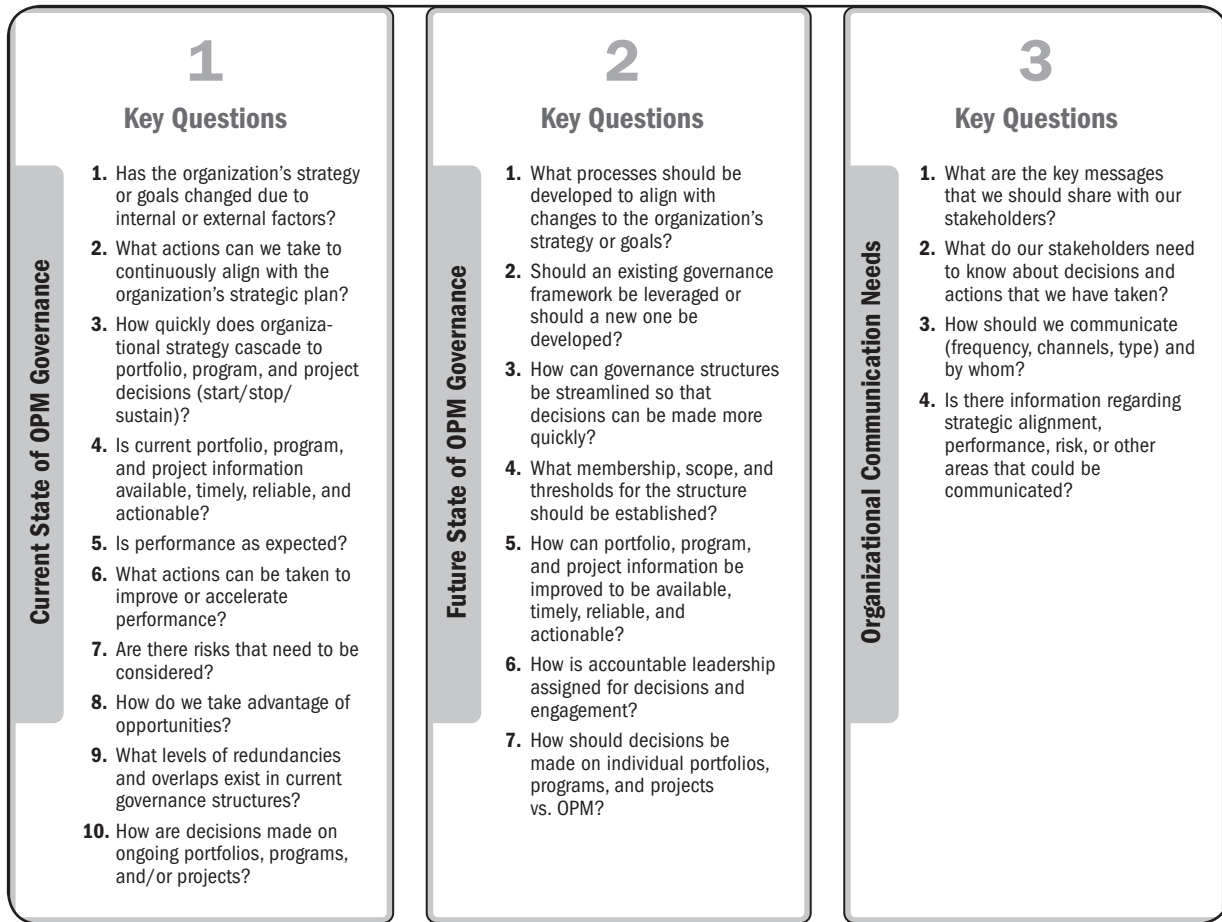 1
Key Questions
Current State of OPM Governance
1. Has the organization's strategy
or goals changed due to
internal or external factors?
2. What actions can we take to
continuously align with the
organization's strategic plan?
3. How quickly does organiza-
tional strategy cascade to
portfolio, program, and project
decisions (start/stop/
sustain)?
4. Is current portfolio, program,
and project information
available, timely, reliable, and
actionable?
5. Is performance as expected?
6. What actions can be taken to
improve or accelerate
performance?
7. Are there risks that need to be
considered?
8. How do we take advantage of
opportunities?
9. What levels of redundancies
and overlaps exist in current
governance structures?
10. How are decisions made on
ongoing portfolios, programs,
and/or projects?
2
Key Questions
Future State of OPM Governance
1. What processes should be
developed to align with
changes to the organization's
strategy or goals?
2. Should an existing governance
framework be leveraged or
should a new one be
developed?
3. How can governance structures
be streamlined so that
decisions can be made more
quickly?
4. What membership, scope, and
thresholds for the structure
should be established?
5. How can portfolio, program,
and project information be
improved to be available,
timely, reliable, and
actionable?
6. How is accountable leadership
assigned for decisions and
engagement?
7. How should decisions be
made on individual portfolios,
programs, and projects
vs. OPM?
3
Key Questions
Organizational Communication Needs
1. What are the key messages
that we should share with our
stakeholders?
2. What do our stakeholders need
to know about decisions and
actions that we have taken?
3. How should we communicate
(frequency, channels, type) and
by whom?
4. Is there information regarding
strategic alignment,
performance, risk, or other
areas that could be
communicated?